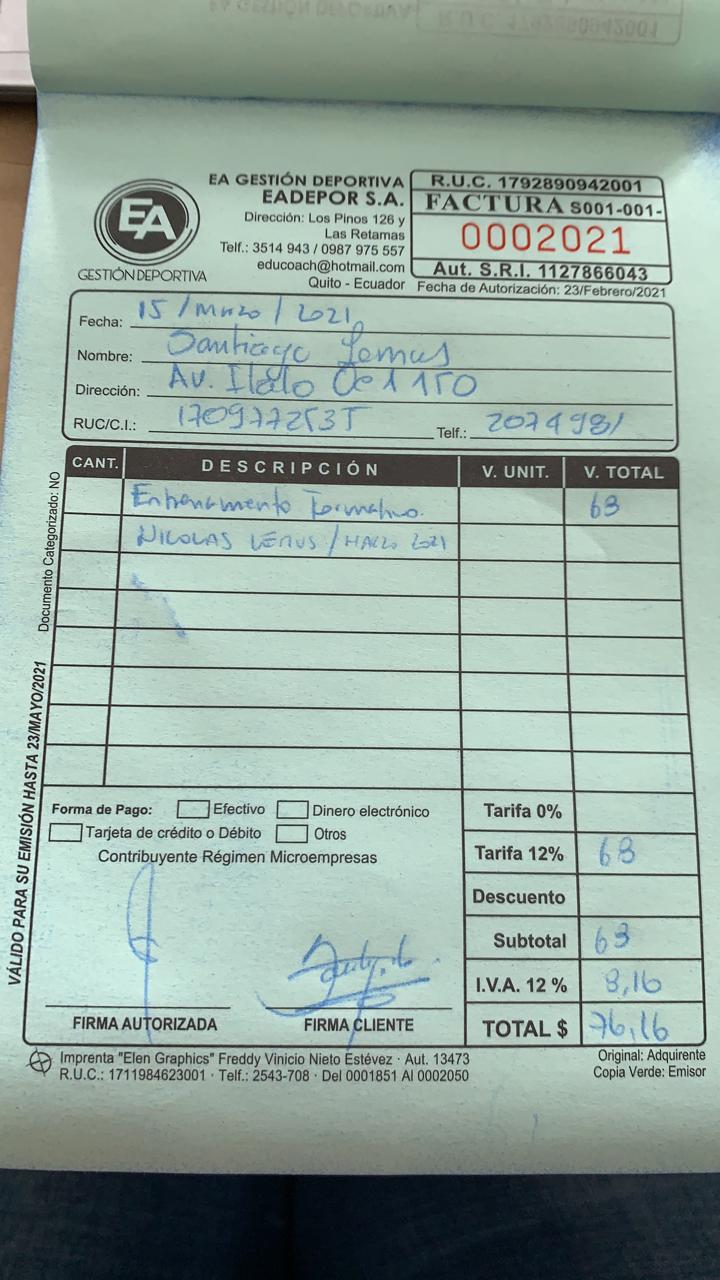 EA GESTIÓN DEPORTIVA
R.U.C. 1792890942001
EA
GESTIÓN DEPORTIVA
EA GESTIÓN DEPORTIVA
EADEPOR S.A.
Dirección: Los Pinos 126 y
Las Retamas
Telf.: 3514 943 / 0987 975 557
educoach@hotmail.com
Quito - Ecuador
R.U.C. 1792890942001
FACTURA S001-001-
0002021
Aut. S.R.I. 1127866043
Fecha de Autorización: 23/Febrero/2021
Fecha: 15/marzo/2021
Nombre: Santiago Lemus
Dirección: Av. Ilalo Oe1 150
RUC/C.I.: Telf.: 2074981
CANT. DESCRIPCIÓN V. UNIT. V. TOTAL
Entrenamiento Formativo. 68
NICOLAS LEMUS / MARZO 2021
Documento Categorizado: NO
VÁLIDO PARA SU EMISIÓN HASTA 23/MAYO/2021
Forma de Pago: Efectivo Dinero electrónico
Tarjeta de crédito o Débito Otros
Contribuyente Régimen Microempresas
Tarifa 0%
Tarifa 12% 68
Descuento
Subtotal 68
I.V.A. 12 % 8,16
TOTAL $ 76,16
FIRMA AUTORIZADA FIRMA CLIENTE
Imprenta "Elen Graphics" Freddy Vinicio Nieto Estévez · Aut. 13473
R.U.C.: 1711984623001 · Telf.: 2543-708 · Del 0001851 Al 0002050
Original: Adquirente
Copia Verde: Emisor